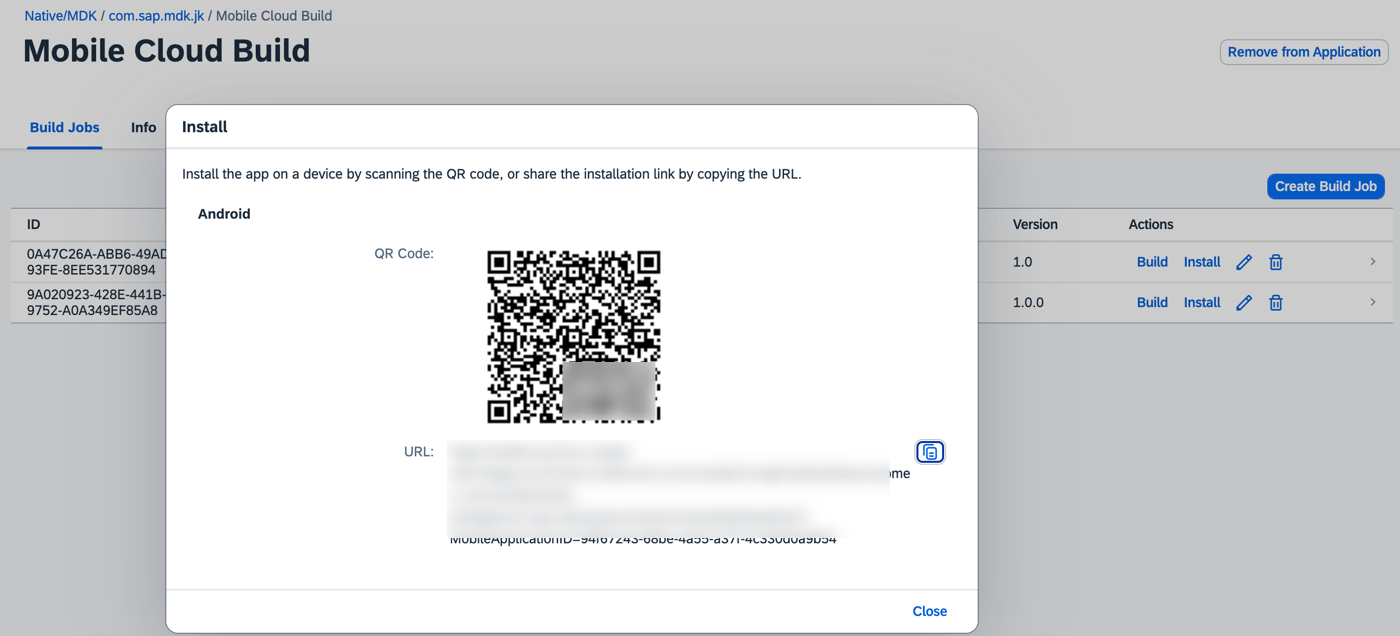 Native/MDK / com.sap.mdk.jk / Mobile Cloud Build
Mobile Cloud Build
Remove from Application
Build Jobs Info
Install
Install the app on a device by scanning the QR code, or share the installation link by copying the URL.
Create Build Job
Android
ID Version Actions
QR Code:
0A47C26A-ABB6-49AD
93FE-8EE531770894
1.0 Build Install
9A020923-428E-441B-
9752-A0A349EF85A8
1.0.0 Build Install
URL:
ome
MobileApplicationID=94f67243-68be-4a55-a37f-4c330d0a9b54
Close